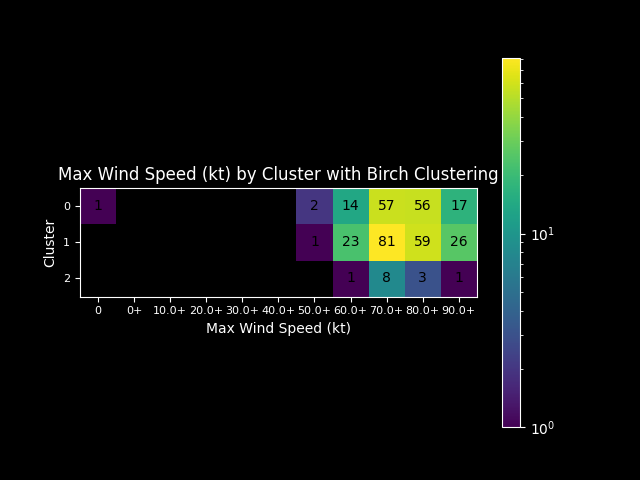 Max Wind Speed (kt) by Cluster with Birch Clustering
Cluster
0 1 2 14 57 56 17
1 1 23 81 59 26
2 1 8 3 1
0 0+ 10.0+ 20.0+ 30.0+ 40.0+ 50.0+ 60.0+ 70.0+ 80.0+ 90.0+
Max Wind Speed (kt)
10¹
10⁰